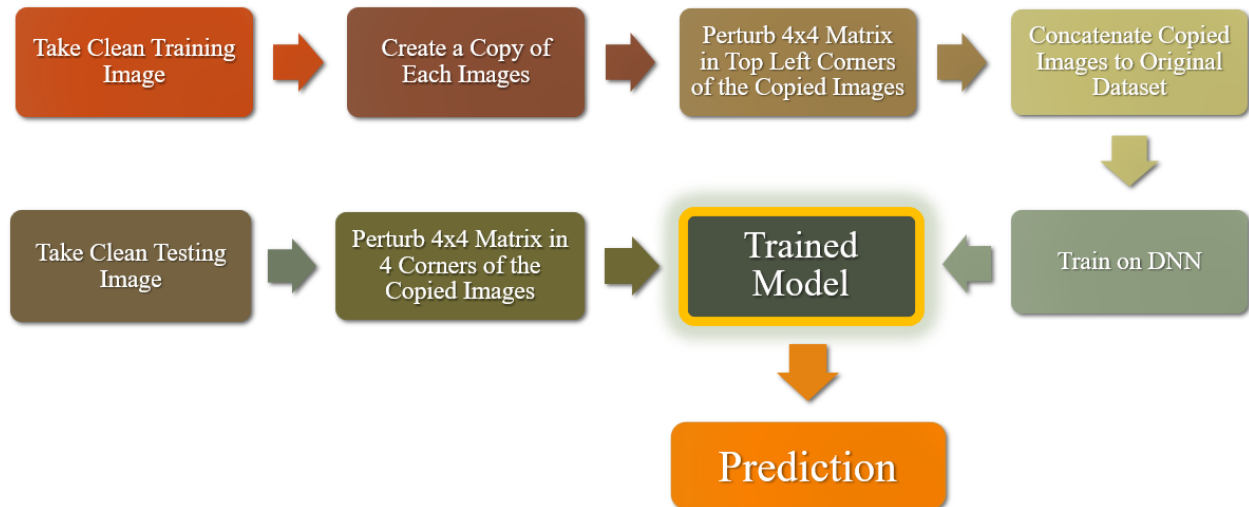 Take Clean Training
Image
Create a Copy of
Each Images
Perturb 4x4 Matrix
in Top Left Corners
of the Copied Images
Concatenate Copied
Images to Original
Dataset
Take Clean Testing
Image
Perturb 4x4 Matrix in
4 Corners of the
Copied Images
Trained
Model
Train on DNN
Prediction